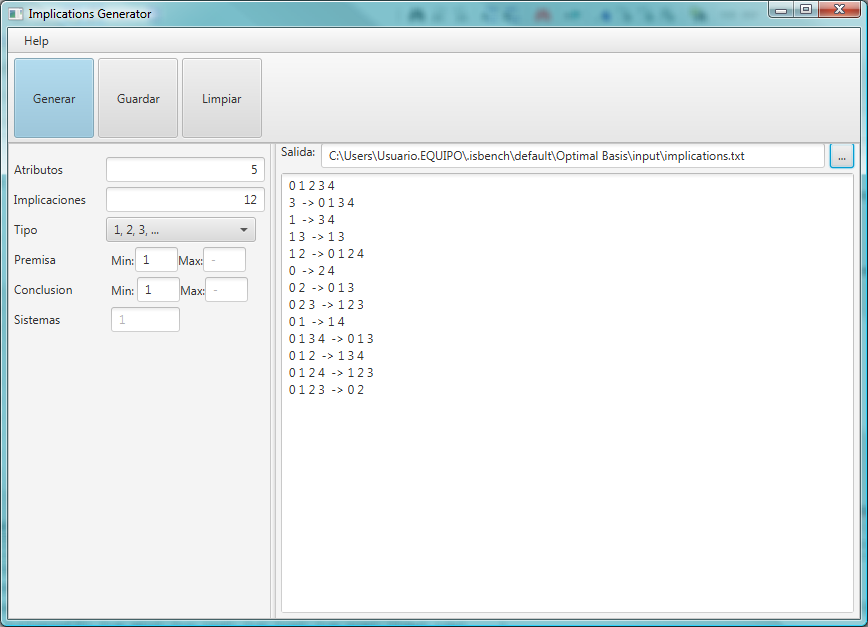 Implications Generator
Help
Generar
Guardar
Limpiar
Atributos 5
Implicaciones 12
Tipo 1, 2, 3, ...
Premisa Min: 1 Max: -
Conclusion Min: 1 Max: -
Sistemas 1
Salida: C:\Users\Usuario.EQUIPO\.isbench\default\Optimal Basis\input\implications.txt ...
0 1 2 3 4
3 -> 0 1 3 4
1 -> 3 4
1 3 -> 1 3
1 2 -> 0 1 2 4
0 -> 2 4
0 2 -> 0 1 3
0 2 3 -> 1 2 3
0 1 -> 1 4
0 1 3 4 -> 0 1 3
0 1 2 -> 1 3 4
0 1 2 4 -> 1 2 3
0 1 2 3 -> 0 2